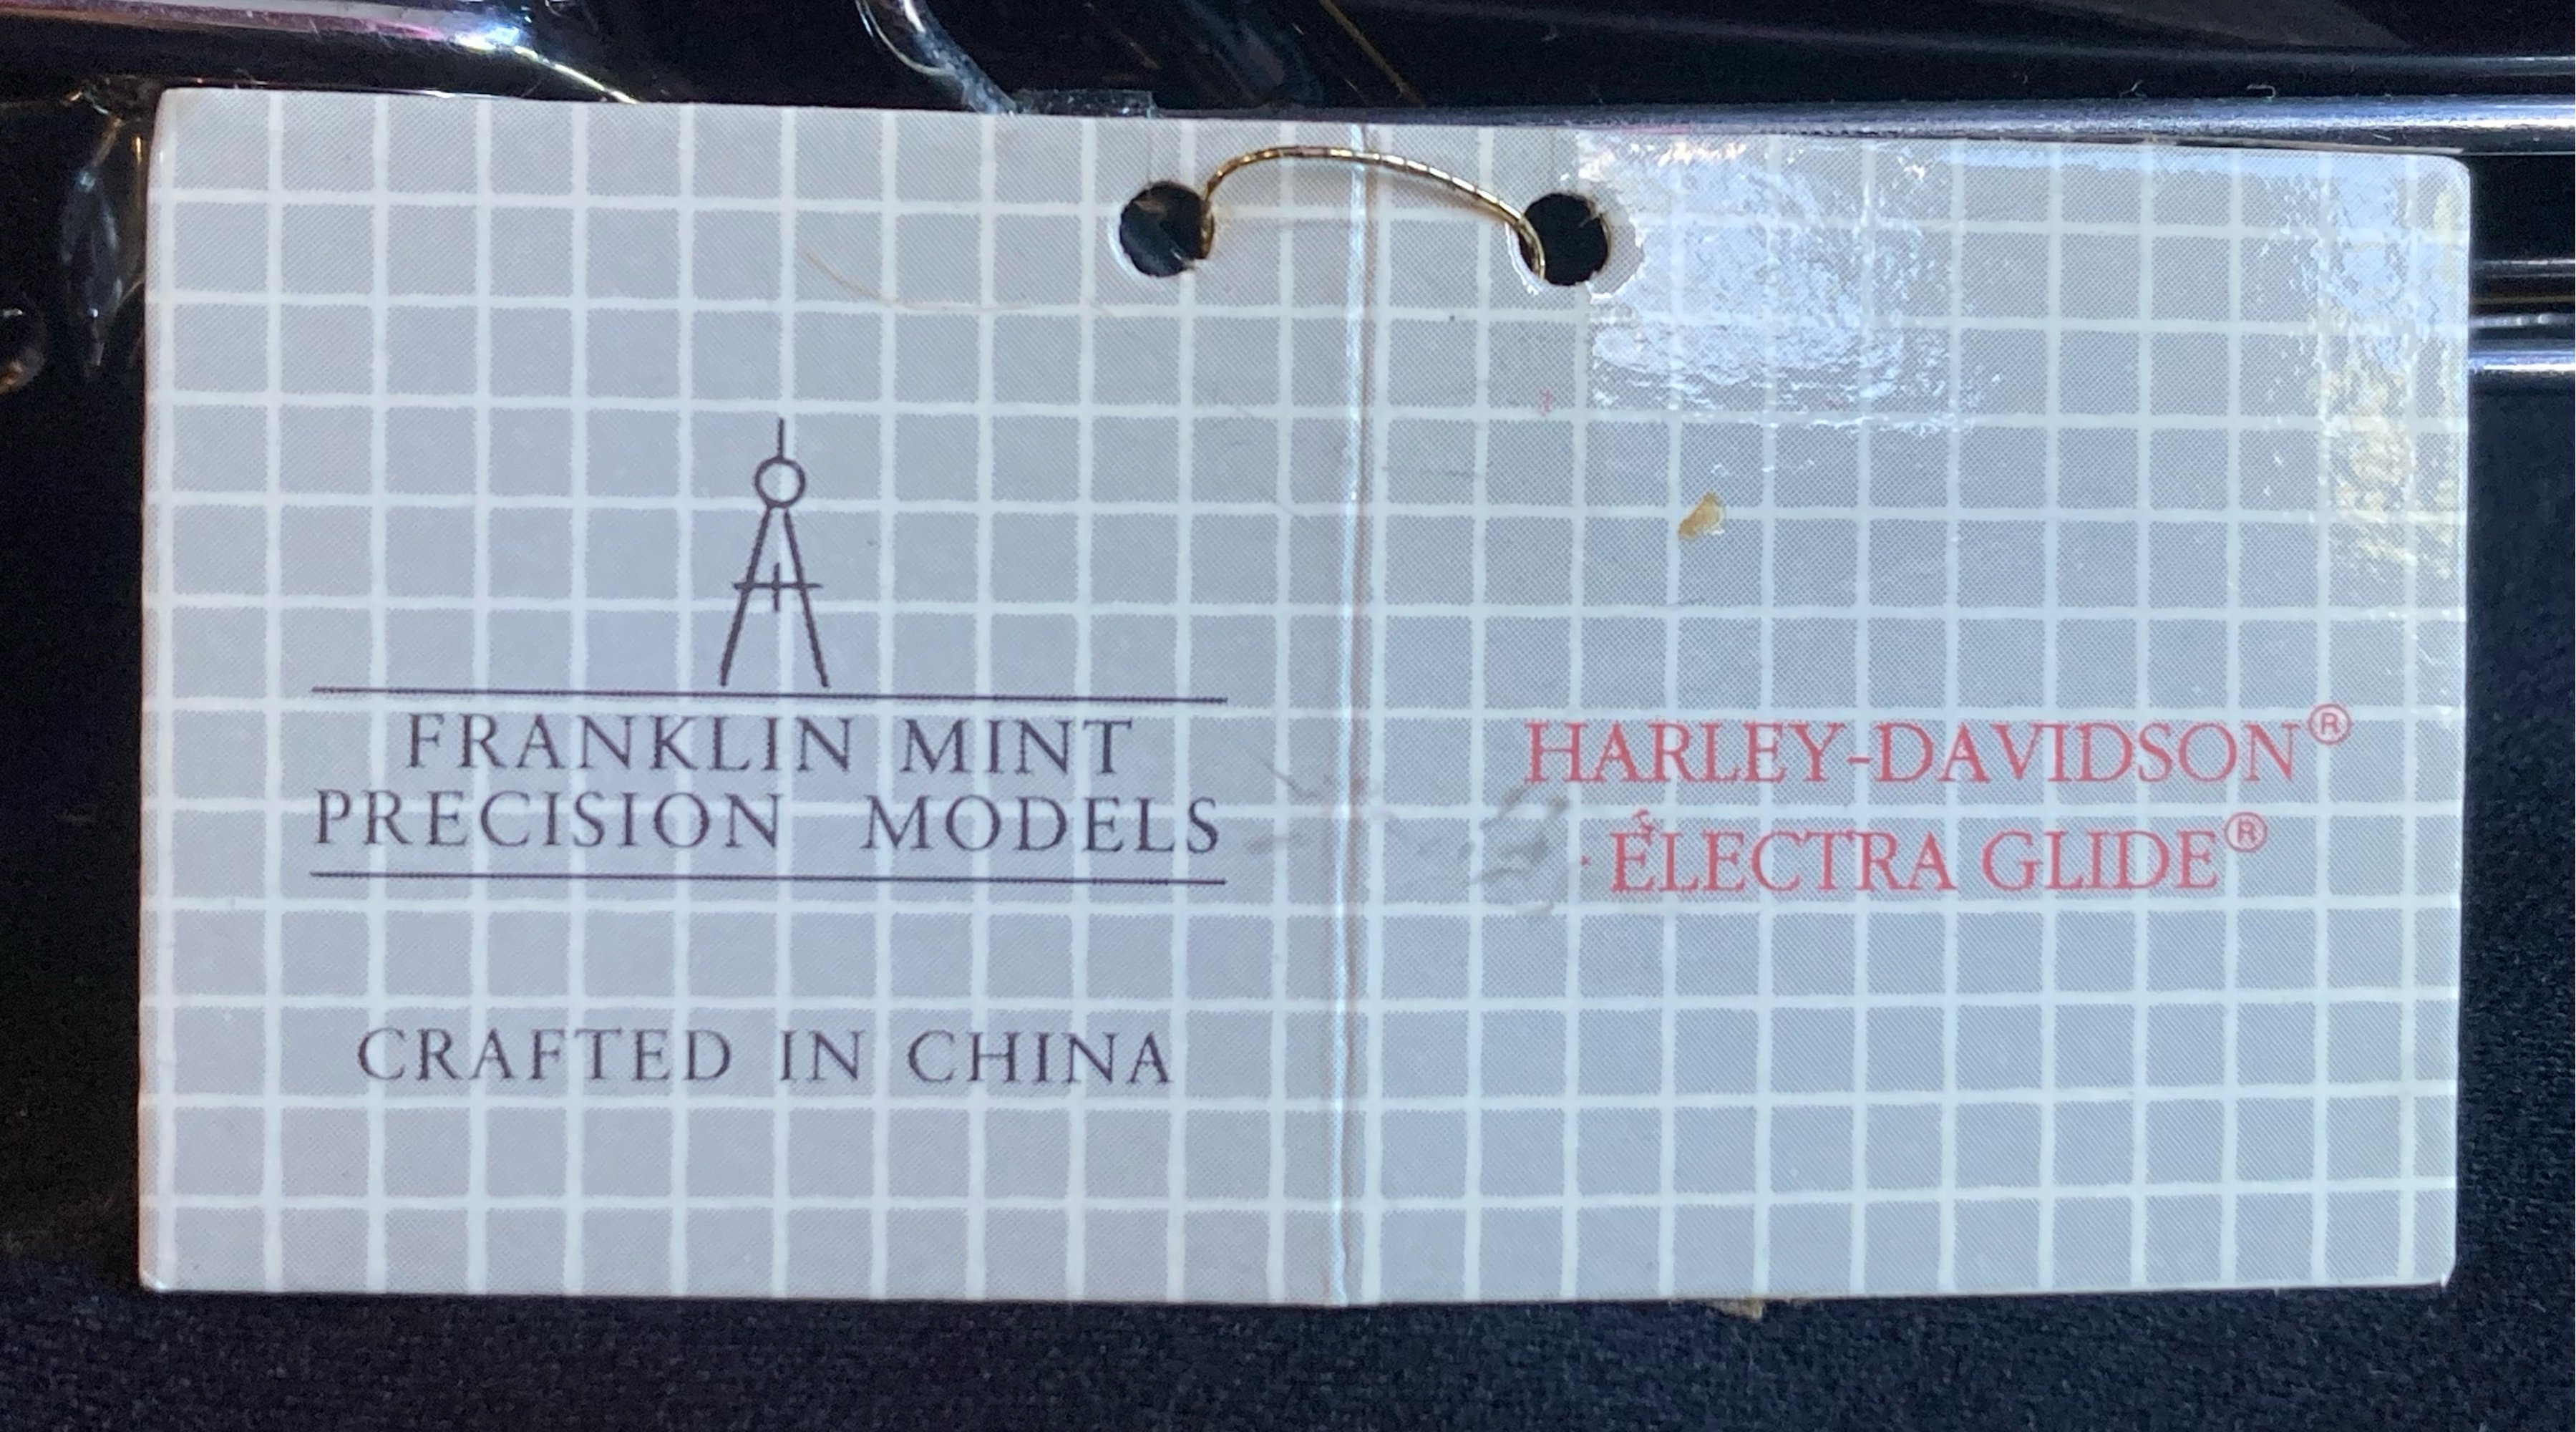 FRANKLIN MINT
PRECISION MODELS
CRAFTED IN CHINA
HARLEY-DAVIDSON®
ELECTRA GLIDE®